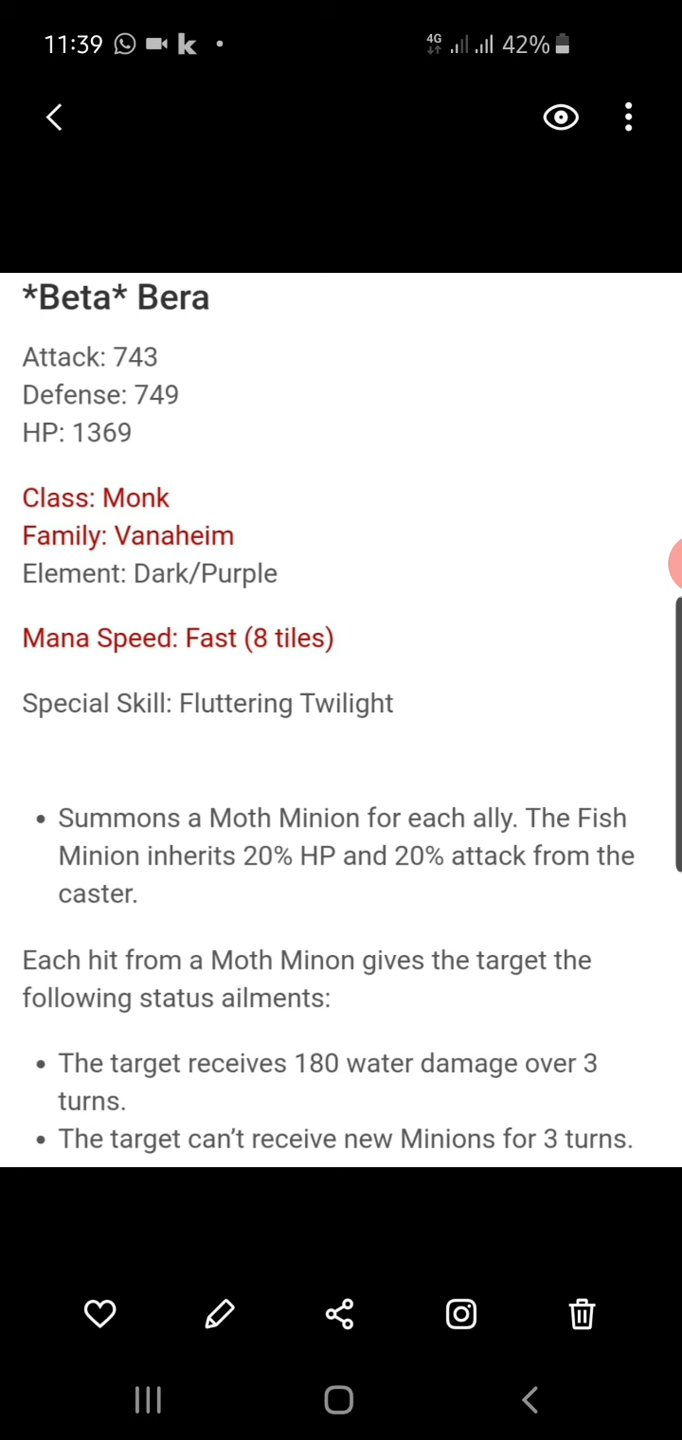 11:39 k 4G 42%
*Beta* Bera
Attack: 743
Defense: 749
HP: 1369
Class: Monk
Family: Vanaheim
Element: Dark/Purple
Mana Speed: Fast (8 tiles)
Special Skill: Fluttering Twilight
• Summons a Moth Minion for each ally. The Fish
Minion inherits 20% HP and 20% attack from the
caster.
Each hit from a Moth Minon gives the target the
following status ailments:
• The target receives 180 water damage over 3
turns.
• The target can’t receive new Minions for 3 turns.